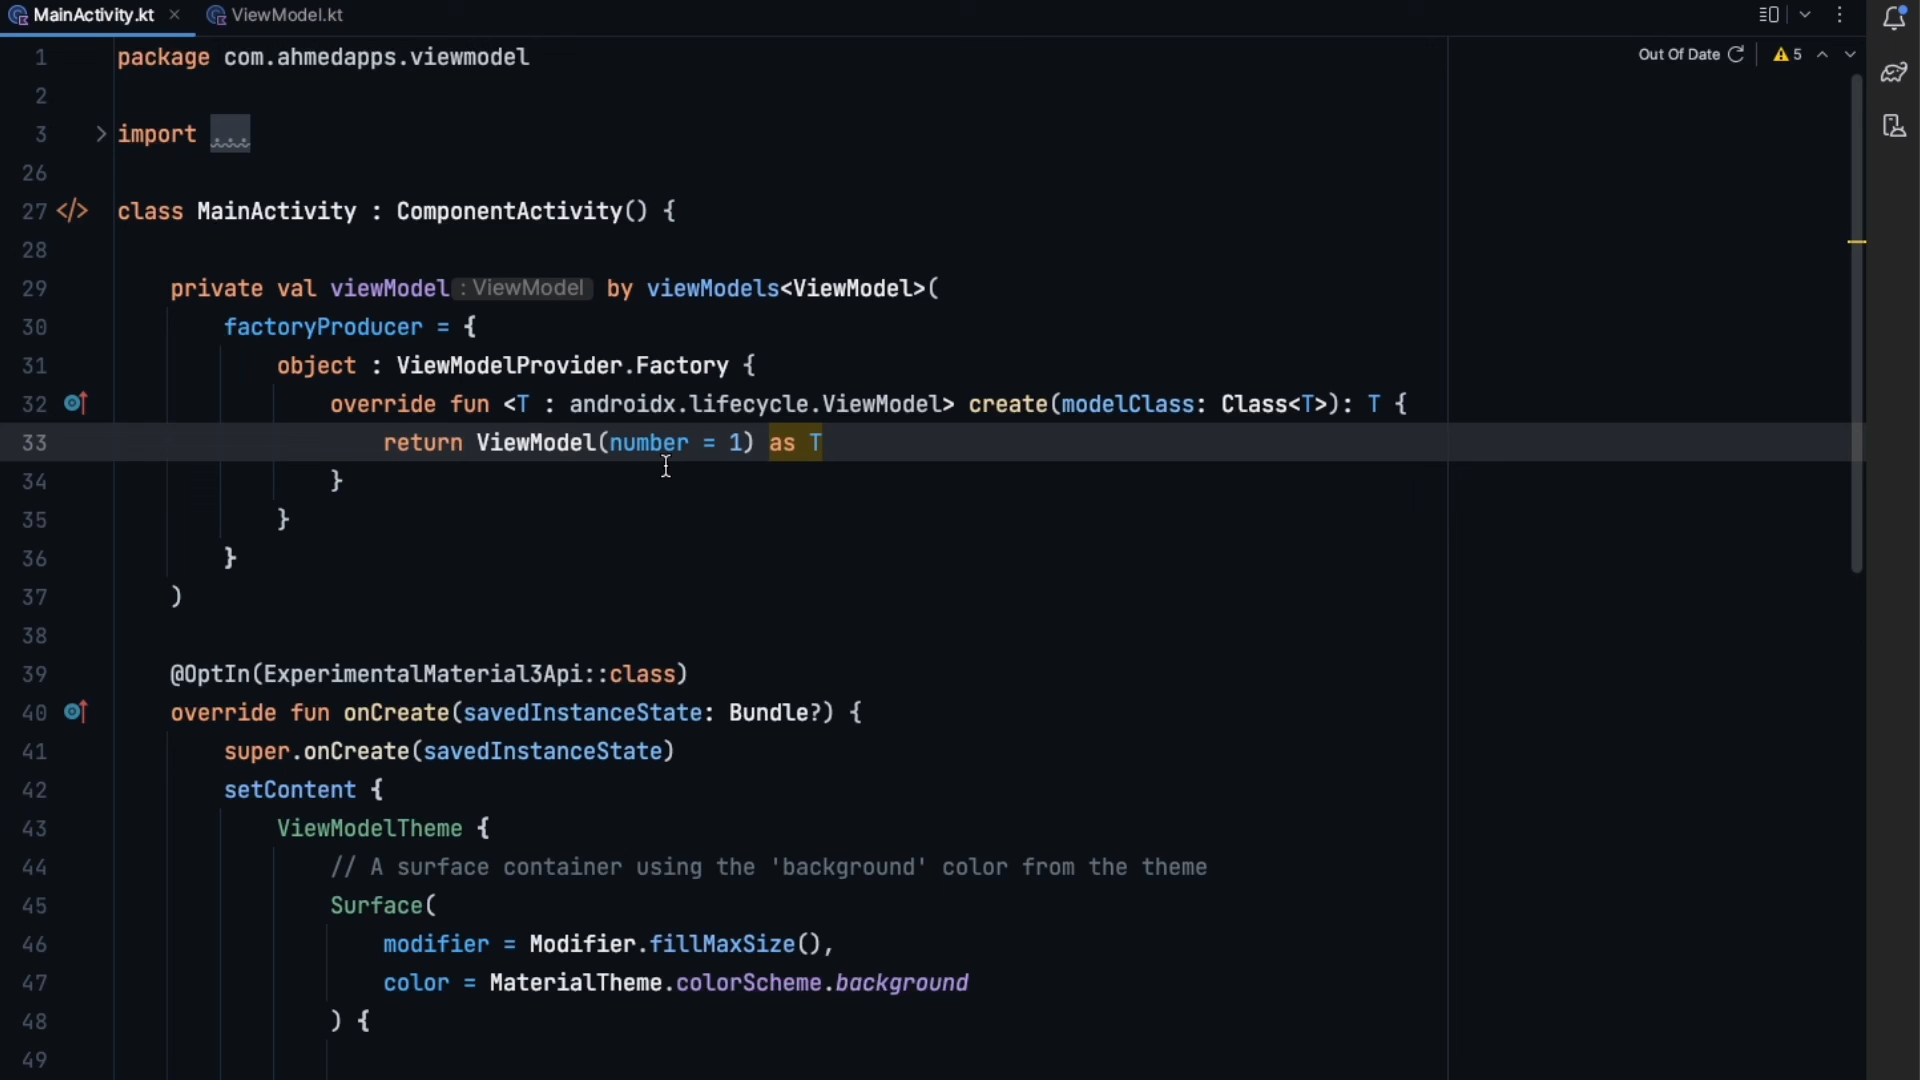 MainActivity.kt
ViewModel.kt
Out Of Date
5
1 package com.ahmedapps.viewmodel
2
3 import ...
26
27 class MainActivity : ComponentActivity() {
28
29 private val viewModel : ViewModel by viewModels<ViewModel>(
30 factoryProducer = {
31 object : ViewModelProvider.Factory {
32 override fun <T : androidx.lifecycle.ViewModel> create(modelClass: Class<T>): T {
33 return ViewModel(number = 1) as T
34 }
35 }
36 }
37 )
38
39 @OptIn(ExperimentalMaterial3Api::class)
40 override fun onCreate(savedInstanceState: Bundle?) {
41 super.onCreate(savedInstanceState)
42 setContent {
43 ViewModelTheme {
44 // A surface container using the 'background' color from the theme
45 Surface(
46 modifier = Modifier.fillMaxSize(),
47 color = MaterialTheme.colorScheme.background
48 ) {
49